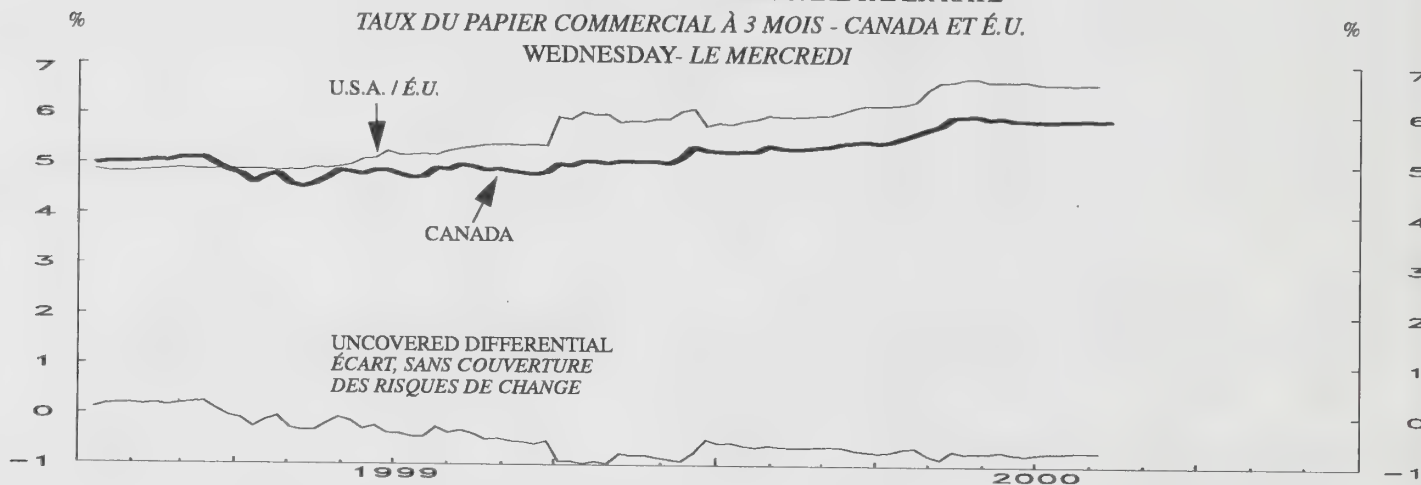 TAUX DU PAPIER COMMERCIAL À 3 MOIS - CANADA ET É.U.
WEDNESDAY- LE MERCREDI
% %
7 7
6 6
5 5
4 4
3 3
2 2
1 1
0 0
-1 -1
U.S.A. / É.U.
CANADA
UNCOVERED DIFFERENTIAL
ÉCART, SANS COUVERTURE
DES RISQUES DE CHANGE
1999 2000